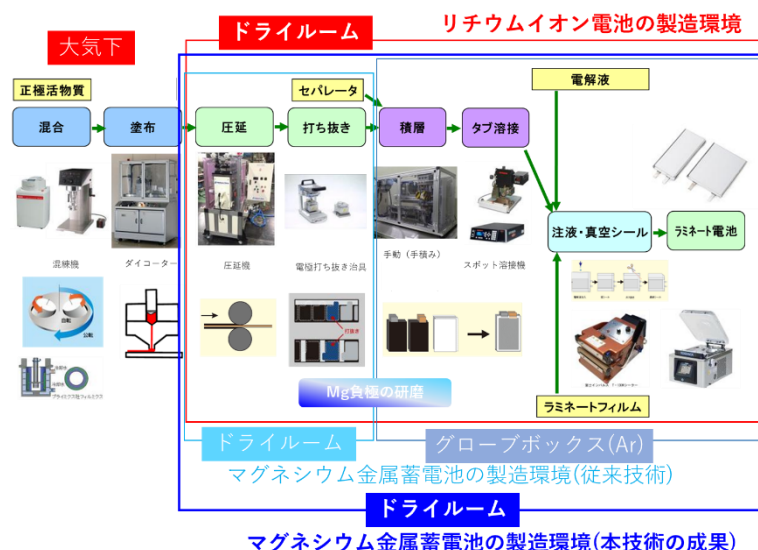 リチウムイオン電池の製造環境
大気下
ドライルーム
正極活物質
セパレータ
電解液
混合
塗布
圧延
打ち抜き
積層
タブ溶接
注液・真空シール
ラミネート電池
混練機
ダイコーター
圧延機
電極打ち抜き治具
手動（手積み）
スポット溶接機
自転
自転
公転
打抜き
Mg負極の研磨
ラミネートフィルム
ドライルーム
グローブボックス(Ar)
マグネシウム金属蓄電池の製造環境(従来技術)
ドライルーム
マグネシウム金属蓄電池の製造環境(本技術の成果)